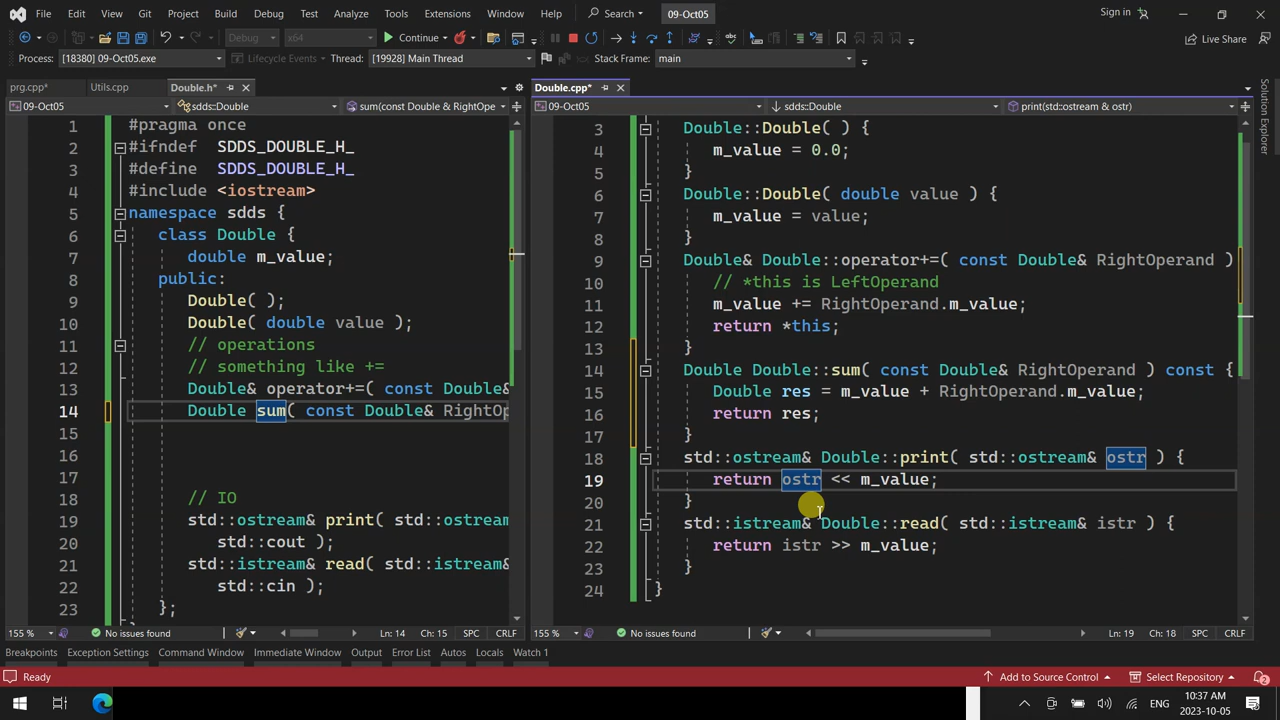 File Edit View Git Project Build Debug Test Analyze Tools Extensions Window Help Search 09-Oct05 Sign in
Debug x64 Continue Live Share
Process: [18380] 09-Oct05.exe Lifecycle Events Thread: [19928] Main Thread Stack Frame: main
prg.cpp* Utils.cpp Double.h*
09-Oct05 sdds::Double sum(const Double & RightOpe
1 #pragma once
2 #ifndef SDDS_DOUBLE_H_
3 #define SDDS_DOUBLE_H_
4 #include <iostream>
5 namespace sdds {
6 class Double {
7 double m_value;
8 public:
9 Double( );
10 Double( double value );
11 // operations
12 // something like +=
13 Double& operator+=( const Double&
14 Double sum( const Double& RightOp
15
16
17
18 // IO
19 std::ostream& print( std::ostream&
20 std::cout );
21 std::istream& read( std::istream&
22 std::cin );
23 };
155 % No issues found Ln: 14 Ch: 15 SPC CRLF
Double.cpp*
09-Oct05 sdds::Double print(std::ostream & ostr)
3 Double::Double( ) {
4 m_value = 0.0;
5 }
6 Double::Double( double value ) {
7 m_value = value;
8 }
9 Double& Double::operator+=( const Double& RightOperand )
10 // *this is LeftOperand
11 m_value += RightOperand.m_value;
12 return *this;
13 }
14 Double Double::sum( const Double& RightOperand ) const {
15 Double res = m_value + RightOperand.m_value;
16 return res;
17 }
18 std::ostream& Double::print( std::ostream& ostr ) {
19 return ostr << m_value;
20 }
21 std::istream& Double::read( std::istream& istr ) {
22 return istr >> m_value;
23 }
24 }
155 % No issues found Ln: 19 Ch: 18 SPC CRLF
Solution Explorer
Breakpoints Exception Settings Command Window Immediate Window Output Error List Autos Locals Watch 1
Ready Add to Source Control Select Repository 2
ENG 10:37 AM
2023-10-05